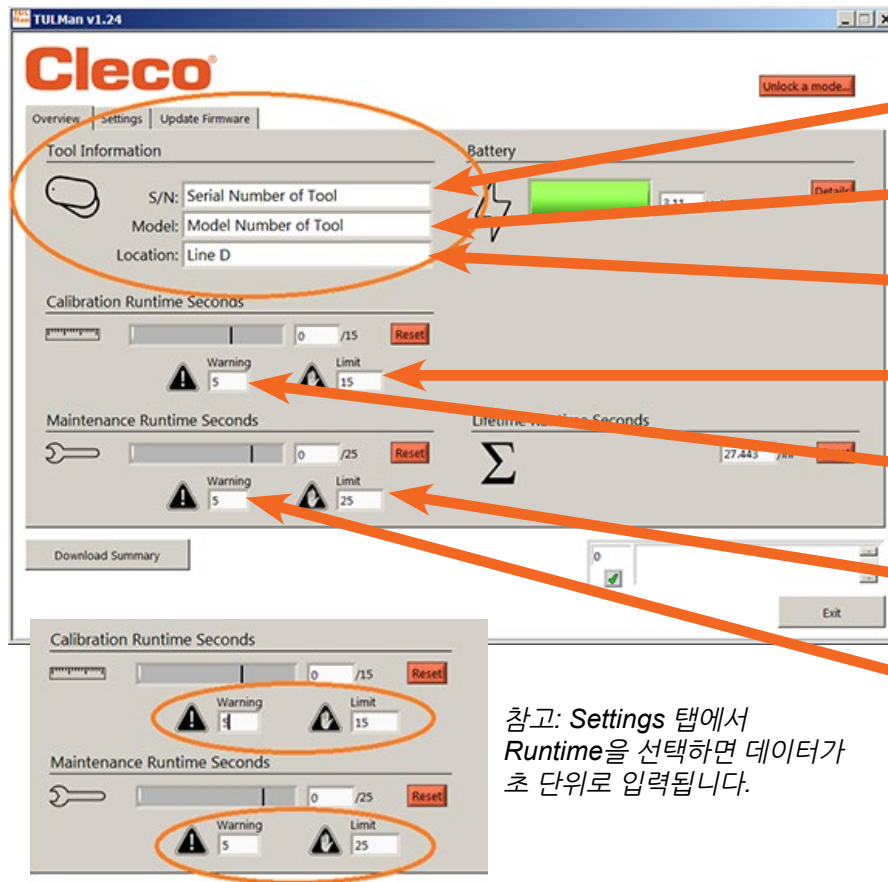 TULMan v1.24
Cleco
Unlock a mode...
Overview Settings Update Firmware
Tool Information
Battery
S/N: Serial Number of Tool
3.11
Details
Model: Model Number of Tool
Location: Line D
Calibration Runtime Seconds
0 /15 Reset
Warning Limit
5 15
Maintenance Runtime Seconds
Lifetime Runtime Seconds
0 /25 Reset
27.443
Warning Limit
5 25
Download Summary
0
Exit
Calibration Runtime Seconds
0 /15 Reset
Warning Limit
5 15
Maintenance Runtime Seconds
0 /25 Reset
Warning Limit
5 25
참고: Settings 탭에서
Runtime을 선택하면 데이터가
초 단위로 입력됩니다.